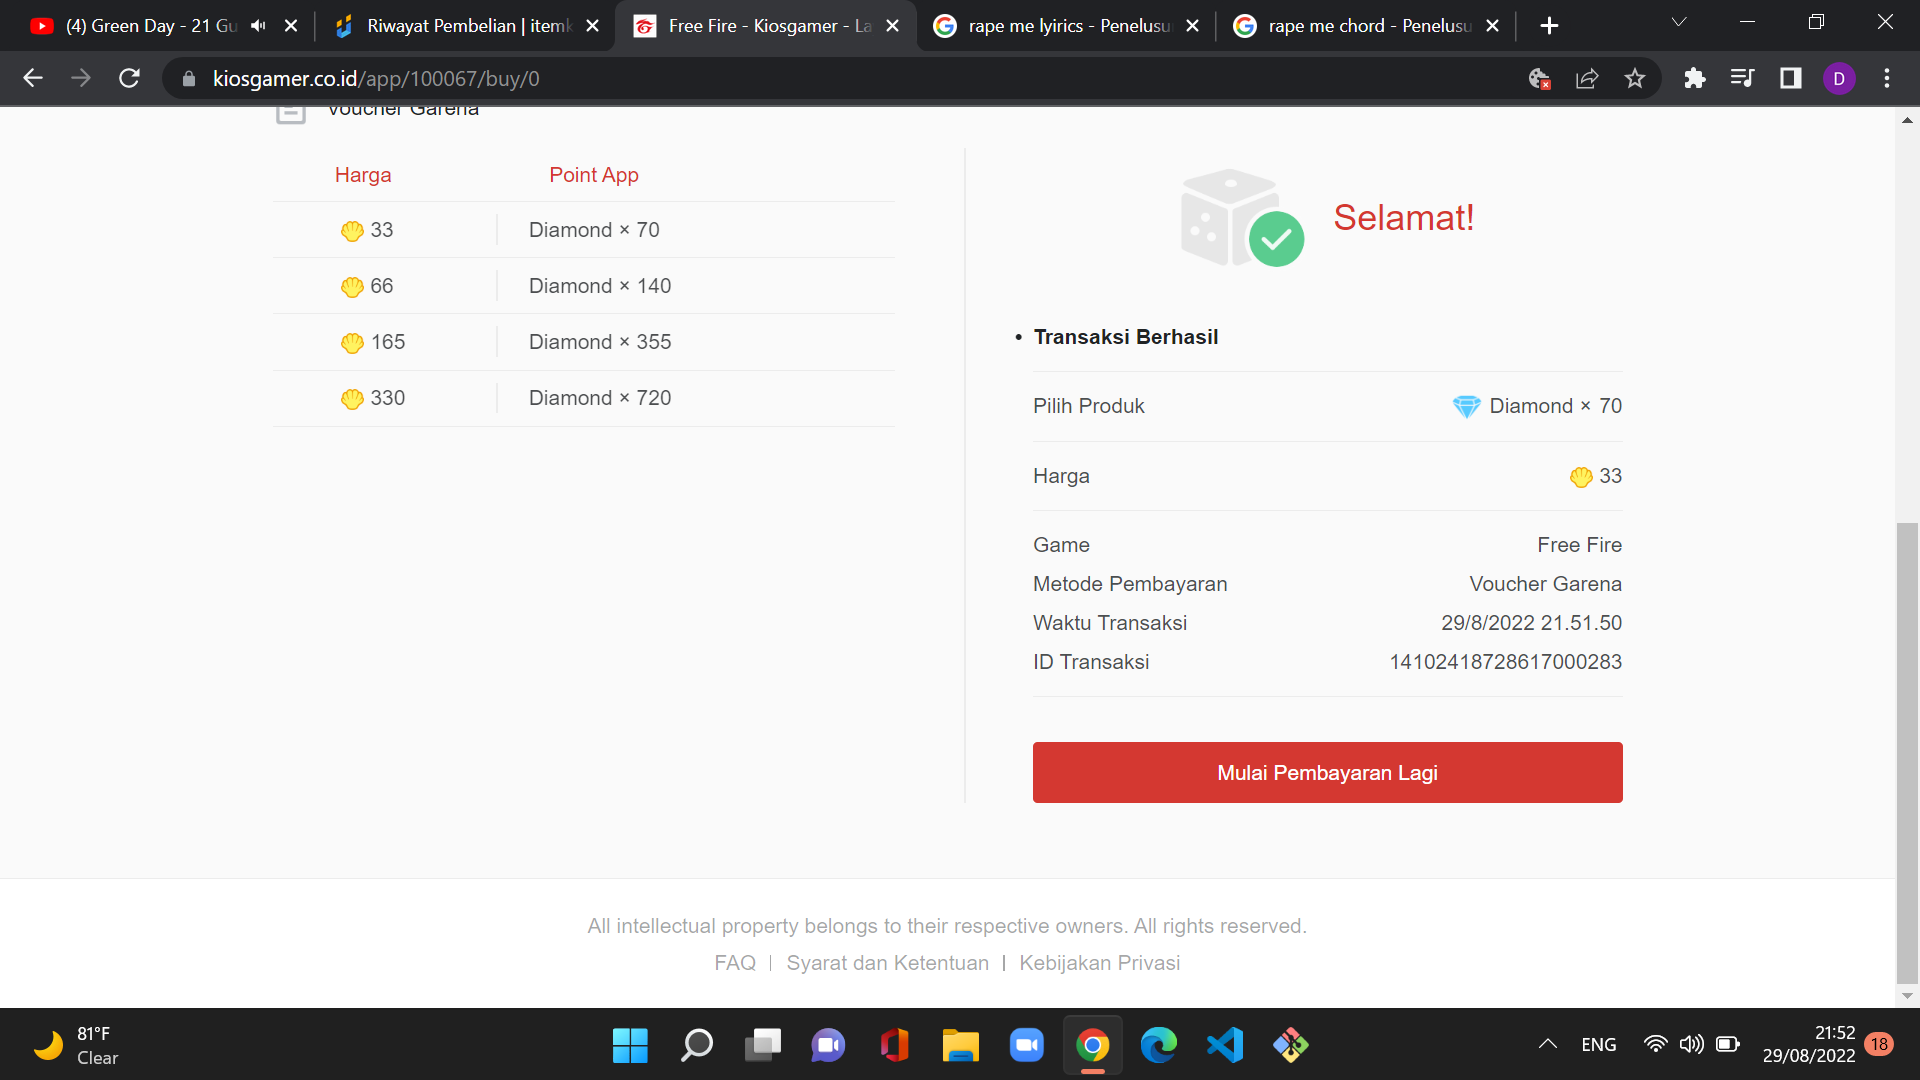 (4) Green Day - 21 Gu
Riwayat Pembelian | itemk
Free Fire - Kiosgamer - La
rape me lyirics - Penelusu
rape me chord - Penelusu
kiosgamer.co.id/app/100067/buy/0
D
Voucher Garena
Harga Point App
33 Diamond × 70
66 Diamond × 140
165 Diamond × 355
330 Diamond × 720
Selamat!
• Transaksi Berhasil
Pilih Produk Diamond × 70
Harga 33
Game Free Fire
Metode Pembayaran Voucher Garena
Waktu Transaksi 29/8/2022 21.51.50
ID Transaksi 14102418728617000283
Mulai Pembayaran Lagi
All intellectual property belongs to their respective owners. All rights reserved.
FAQ | Syarat dan Ketentuan | Kebijakan Privasi
81°F
Clear
ENG
21:52
29/08/2022
18